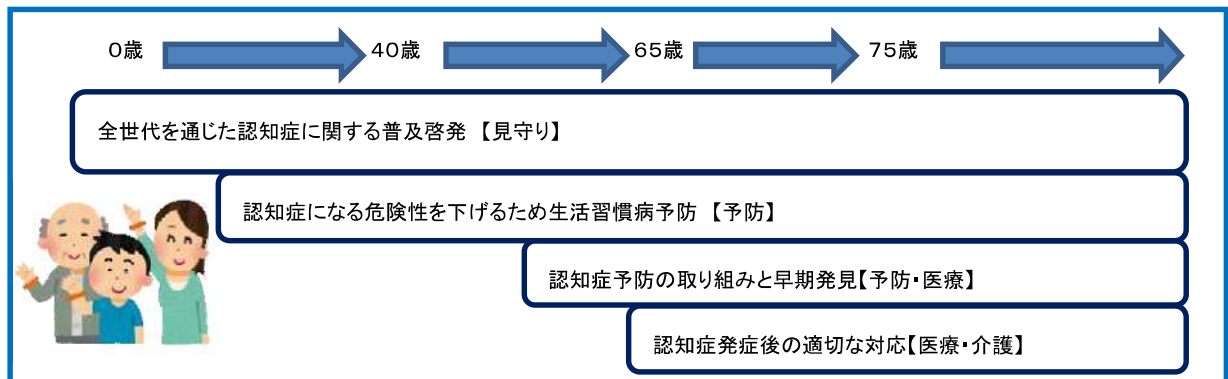 0歳 40歳 65歳 75歳
全世代を通じた認知症に関する普及啓発 【見守り】
認知症になる危険性を下げるため生活習慣病予防 【予防】
認知症予防の取り組みと早期発見【予防・医療】
認知症発症後の適切な対応【医療・介護】